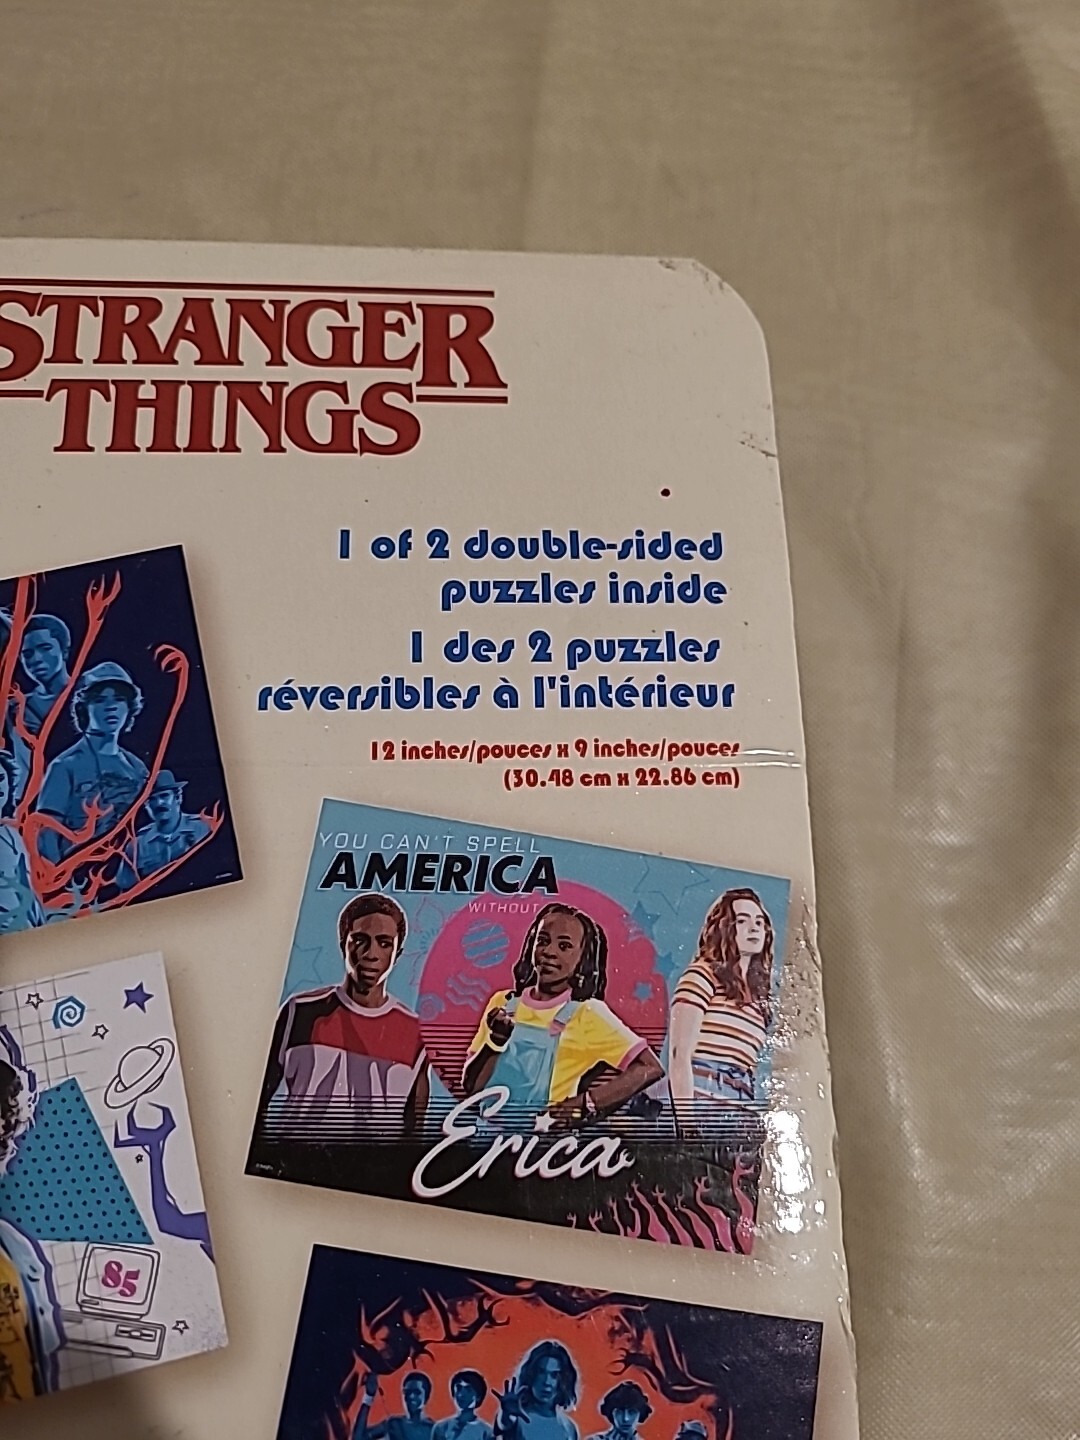 STRANGER
THINGS
1 of 2 double-sided
puzzles inside
1 des 2 puzzles
réversibles à l'intérieur
12 inches/pouces x 9 inches/pouces
(30.48 cm x 22.86 cm)
YOU CAN'T SPELL
AMERICA
WITHOUT
Erica
85